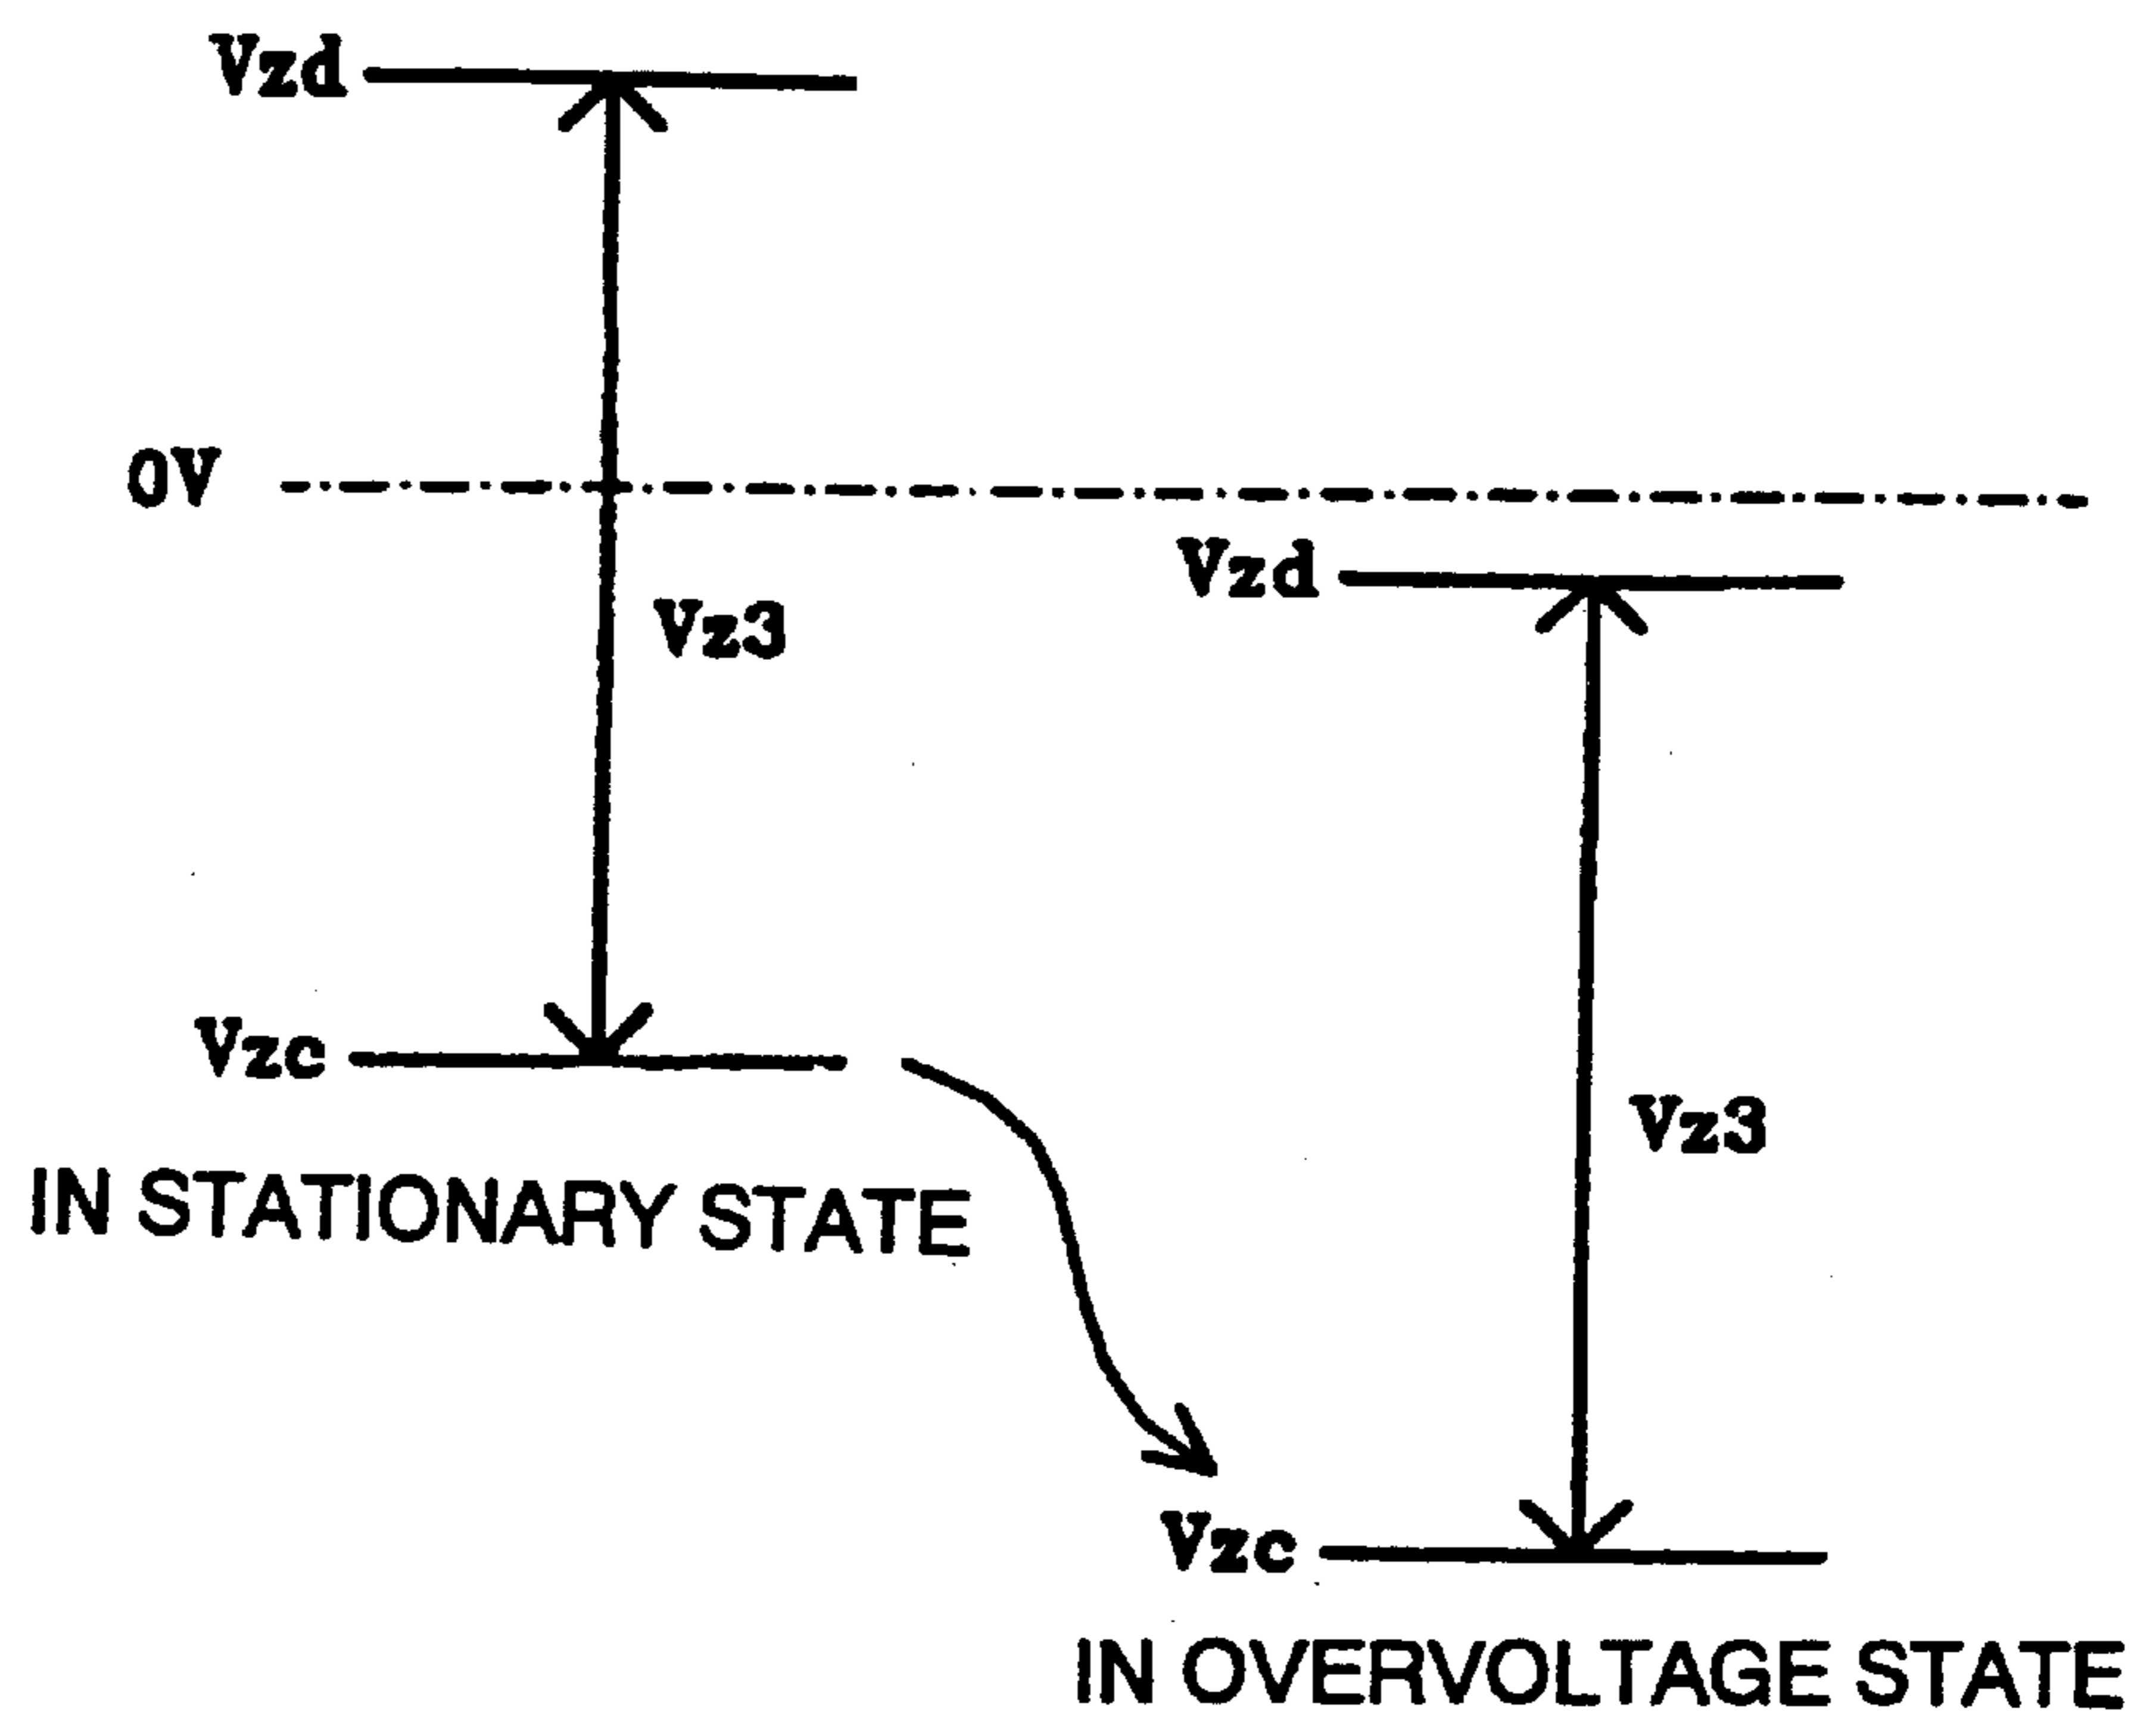 Vzd
0V
Vzd
Vz3
Vzc
Vz3
IN STATIONARY STATE
Vzc
IN OVERVOLTAGE STATE